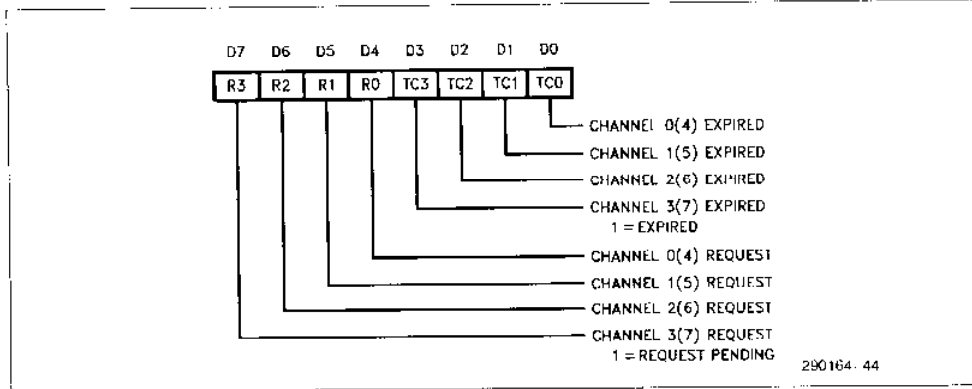 D7 D6 D5 D4 D3 D2 D1 D0
R3 R2 R1 R0 TC3 TC2 TC1 TC0
CHANNEL 0(4) EXPIRED
CHANNEL 1(5) EXPIRED
CHANNEL 2(6) EXPIRED
CHANNEL 3(7) EXPIRED
1 = EXPIRED
CHANNEL 0(4) REQUEST
CHANNEL 1(5) REQUEST
CHANNEL 2(6) REQUEST
CHANNEL 3(7) REQUEST
1 = REQUEST PENDING
290164-44